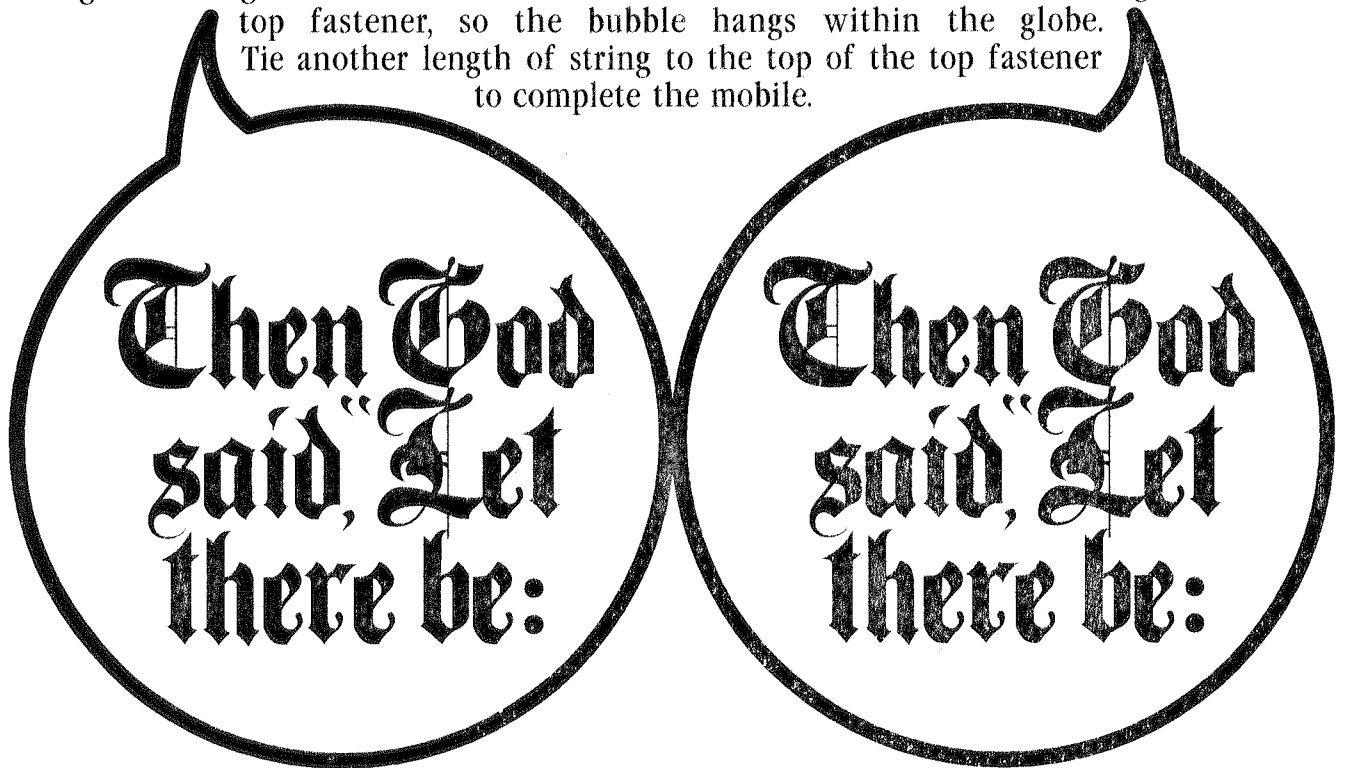 top fastener, so the bubble hangs within the globe.
Tie another length of string to the top of the top fastener
to complete the mobile.
Then God
said, "Let
there be:
Then God
said, "Let
there be: